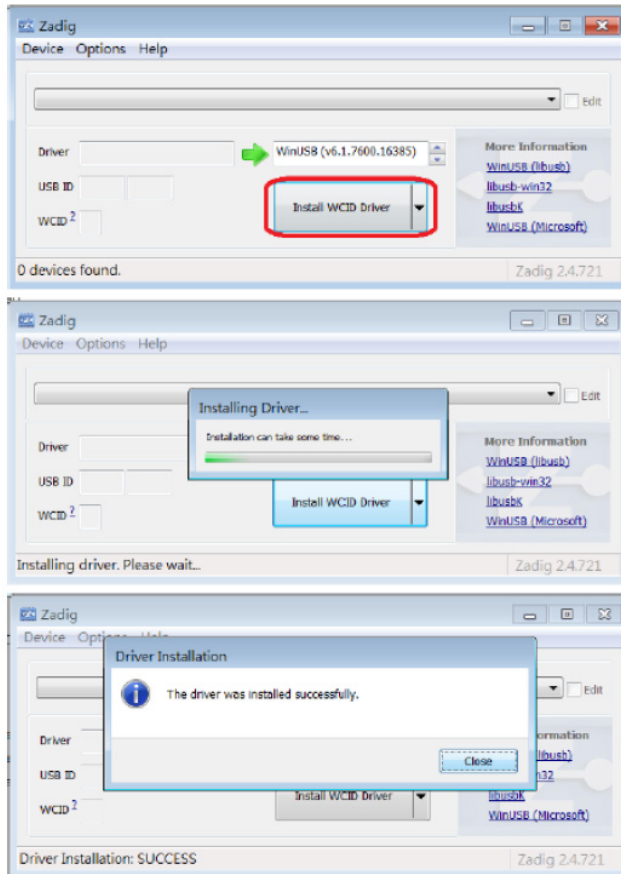 Zadig
Device Options Help
Edit
Driver WinUSB (v6.1.7600.16385) More Information
WinUSB (libusb)
USB ID libusb-win32
Install WCID Driver libusbK
WCID ? WinUSB (Microsoft)
0 devices found. Zadig 2.4.721
Zadig
Device Options Help
Edit
Installing Driver...
Installation can take some time...
Driver More Information
WinUSB (libusb)
USB ID libusb-win32
Install WCID Driver libusbK
WCID ? WinUSB (Microsoft)
Installing driver. Please wait... Zadig 2.4.721
Zadig
Device
Driver Installation
The driver was installed successfully.
Edit
Driver ormation
Close libusb)
USB ID n32
Install WCID Driver libusbK
WCID ? WinUSB (Microsoft)
Driver Installation: SUCCESS Zadig 2.4.721